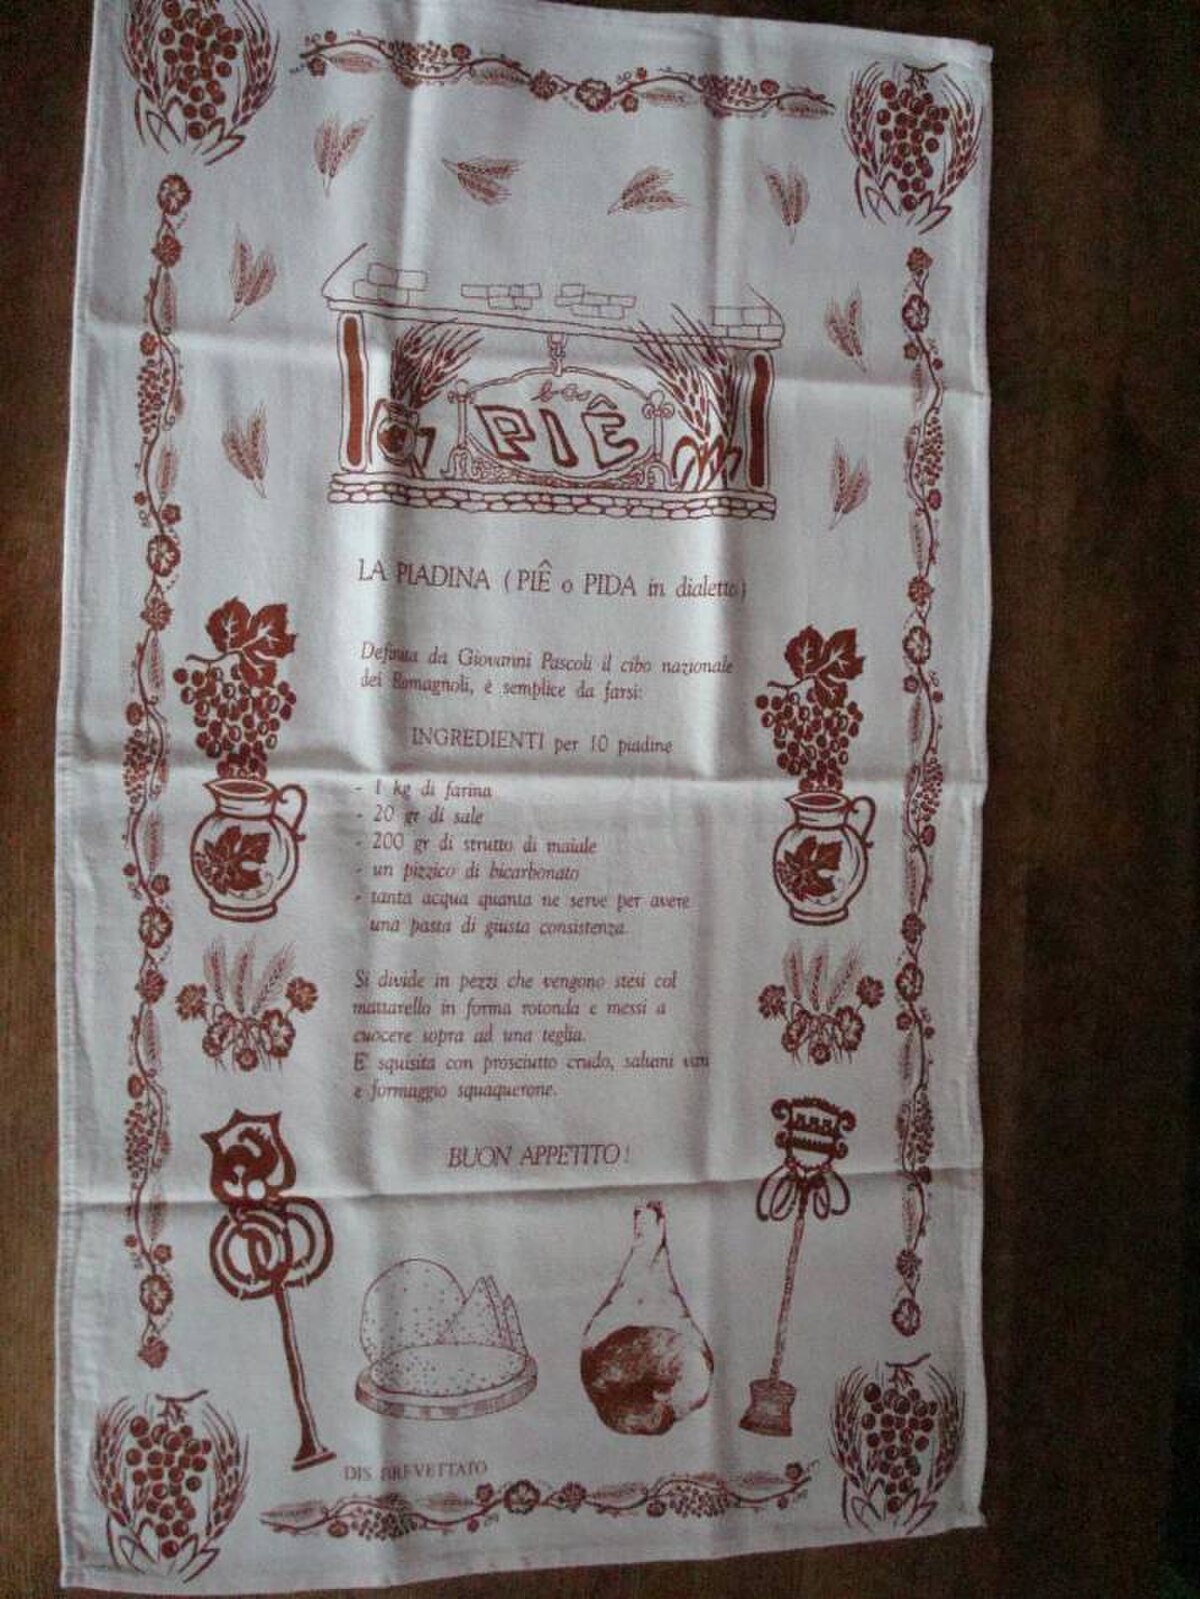 PIÊ
LA PIADINA (PIÊ o PIDA in dialetto)
Definita da Giovanni Pascoli il cibo nazionale
dei Romagnoli, è semplice da farsi:
INGREDIENTI per 10 piadine
- 1 kg di farina
- 20 gr di sale
- 200 gr di strutto di maiale
- un pizzico di bicarbonato
- tanta acqua quanta ne serve per avere
una pasta di giusta consistenza.
Si divide in pezzi che vengono stesi col
mattarello in forma rotonda e messi a
cuocere sopra ad una teglia.
E' squisita con prosciutto crudo, salumi vari
e formaggio squaquerone.
BUON APPETITO!
DIS. BREVETTATO